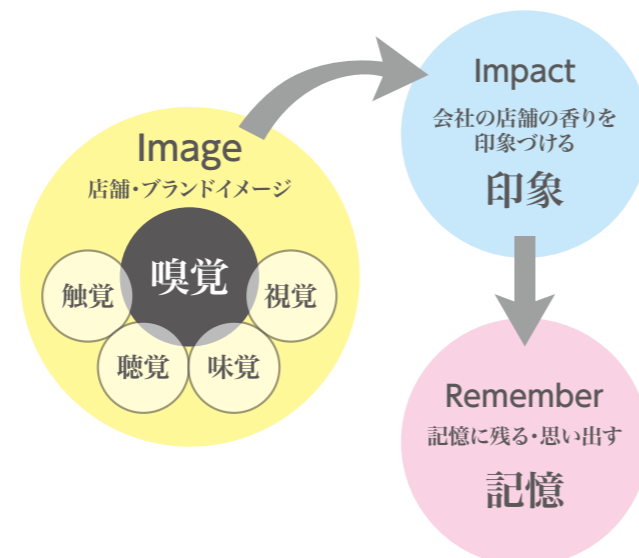 Image
店舗・ブランドイメージ
嗅覚
触覚
聴覚
味覚
視覚
Impact
会社の店舗の香りを
印象づける
印象
Remember
記憶に残る・思い出す
記憶